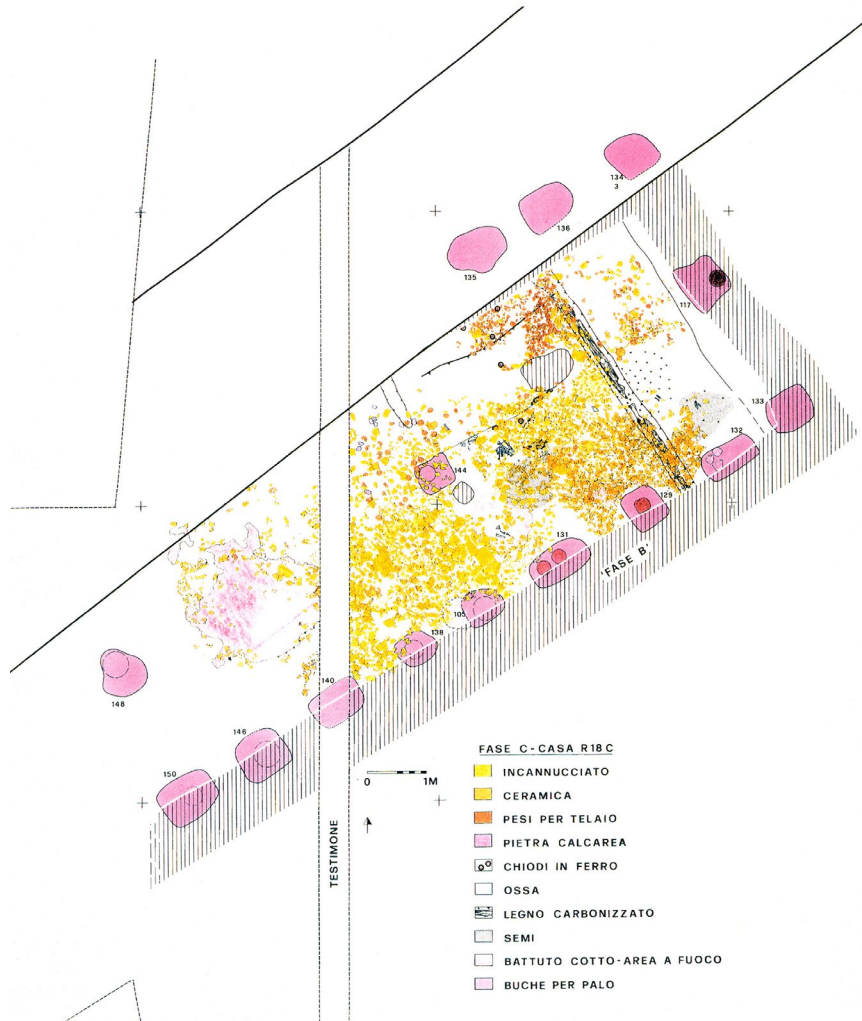 134
3
136
135
117
133
132
144
129
131
'FASE B'
105
138
148
140
146
150
0 1M
TESTIMONE
FASE C-CASA R18C
INCANNUCCIATO
CERAMICA
PESI PER TELAIO
PIETRA CALCAREA
CHIODI IN FERRO
OSSA
LEGNO CARBONIZZATO
SEMI
BATTUTO COTTO-AREA A FUOCO
BUCHE PER PALO